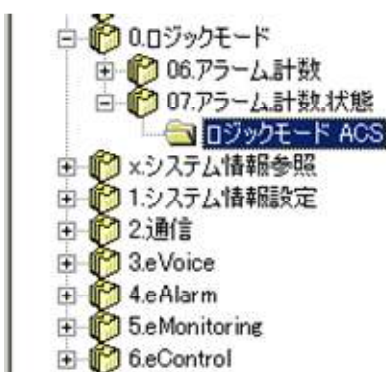 0.ロジックモード
06.アラーム,計数
07.アラーム,計数,状態
ロジックモード ACS
x.システム情報参照
1.システム情報設定
2.通信
3.eVoice
4.eAlarm
5.eMonitoring
6.eControl